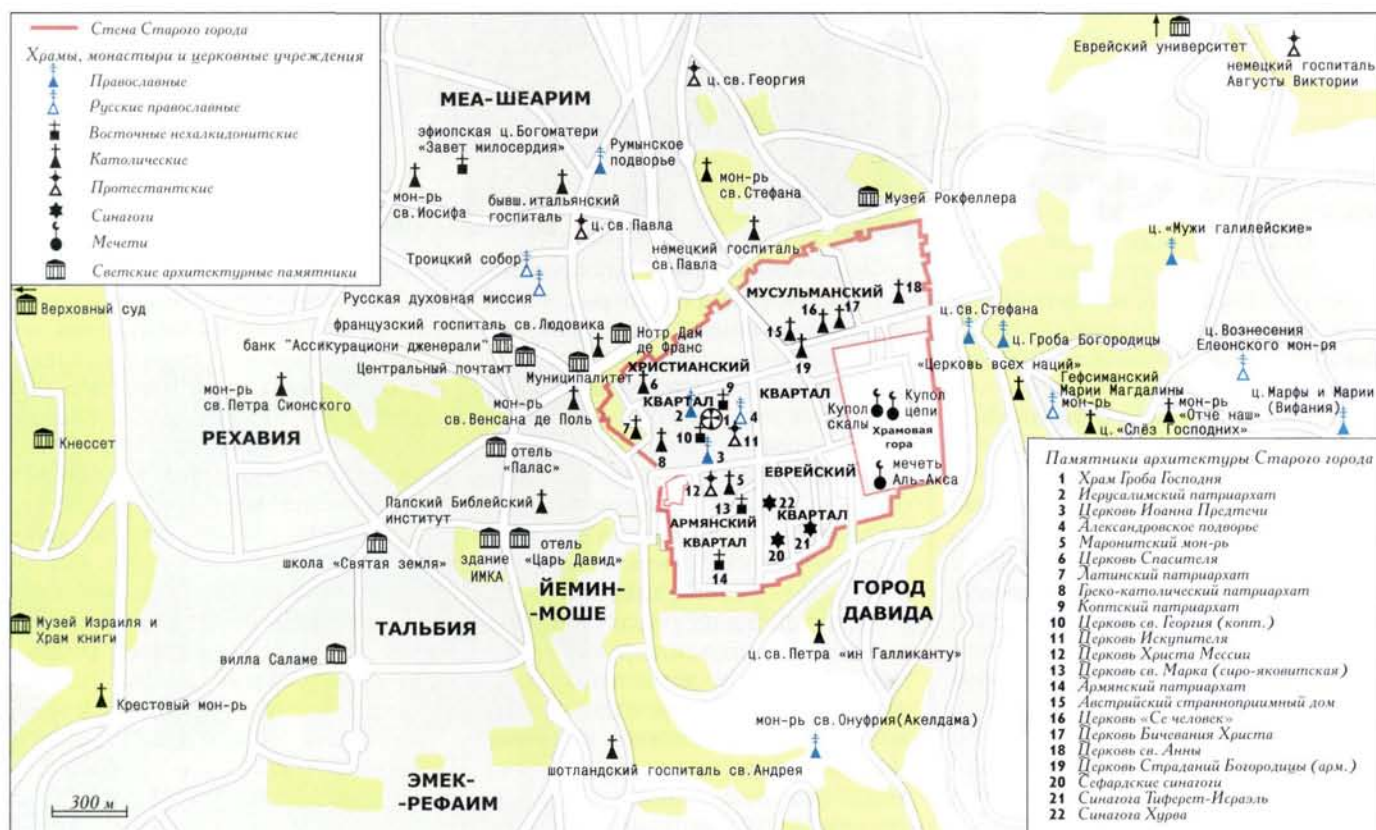 Стена Старого города
Храмы, монастыри и церковные учреждения
Православные
Русские православные
Восточные нехалкидонитские
Католические
Протестантские
Синагоги
Мечети
Светские архитектурные памятники
Еврейский университет
немецкий госпиталь
Августы Виктории
ц.св.Георгия
МЕА-ШЕАРИМ
эфиопская ц.Богоматери
«Завет милосердия»
Румынское
подворье
мон-рь
св.Иосифа
бывш.итальянский
госпиталь
мон-рь
св.Стефана
Музей Рокфеллера
ц.св.Павла
немецкий госпиталь
св.Павла
Троицкий собор
Русская духовная миссия
ц.«Мужи галилейские»
Верховный суд
французский госпиталь св.Людовика
Нотр Дам
де Франс
банк "Ассикурациони дженерали"
Центральный почтамт
Муниципалитет
МУСУЛЬМАНСКИЙ
КВАРТАЛ
16
17
18
15
19
ц.св.Стефана
ц.Гроба Богородицы
ц.Вознесения
Елеонского мон-ря
«Церковь всех наций»
Гефсиманский
Марии Магдалины
мон-рь
мон-рь
«Отче наш»
ц.«Слёз Господних»
ц.Марфы и Марии
(Вифания)
ХРИСТИАНСКИЙ
КВАРТАЛ
6
9
2
1
4
10
11
7
8
3
Купол
скалы
Купол
цепи
Храмовая
гора
мечеть
Аль-Акса
мон-рь
св.Петра Сионского
мон-рь
св.Венсана де Поль
РЕХАВИЯ
Кнессет
отель
«Палас»
ЕВРЕЙСКИЙ
КВАРТАЛ
12
5
13
22
21
20
АРМЯНСКИЙ
КВАРТАЛ
14
Папский Библейский
институт
школа «Святая земля»
здание
ИМКА
отель
«Царь Давид»
ЙЕМИН-
-МОШЕ
ГОРОД
ДАВИДА
Музей Израиля и
Храм книги
ТАЛЬБИЯ
вилла Саламе
ц.св.Петра «ин Галликанту»
Крестовый мон-рь
мон-рь св.Онуфрия(Акелдама)
шотландский госпиталь св.Андрея
ЭМЕК-
-РЕФАИМ
300 м
Памятники архитектуры Старого города
1 Храм Гроба Господня
2 Иерусалимский патриархат
3 Церковь Иоанна Предтечи
4 Александровское подворье
5 Маронитский мон-рь
6 Церковь Спасителя
7 Латинский патриархат
8 Греко-католический патриархат
9 Коптский патриархат
10 Церковь св. Георгия (копт.)
11 Церковь Искупителя
12 Церковь Христа Мессии
13 Церковь св. Марка (сиро-яковитская)
14 Армянский патриархат
15 Австрийский странноприимный дом
16 Церковь «Се человек»
17 Церковь Бичевания Христа
18 Церковь св. Анны
19 Церковь Страданий Богородицы (арм.)
20 Сефардские синагоги
21 Синагога Тиферет-Исраэль
22 Синагога Хурва